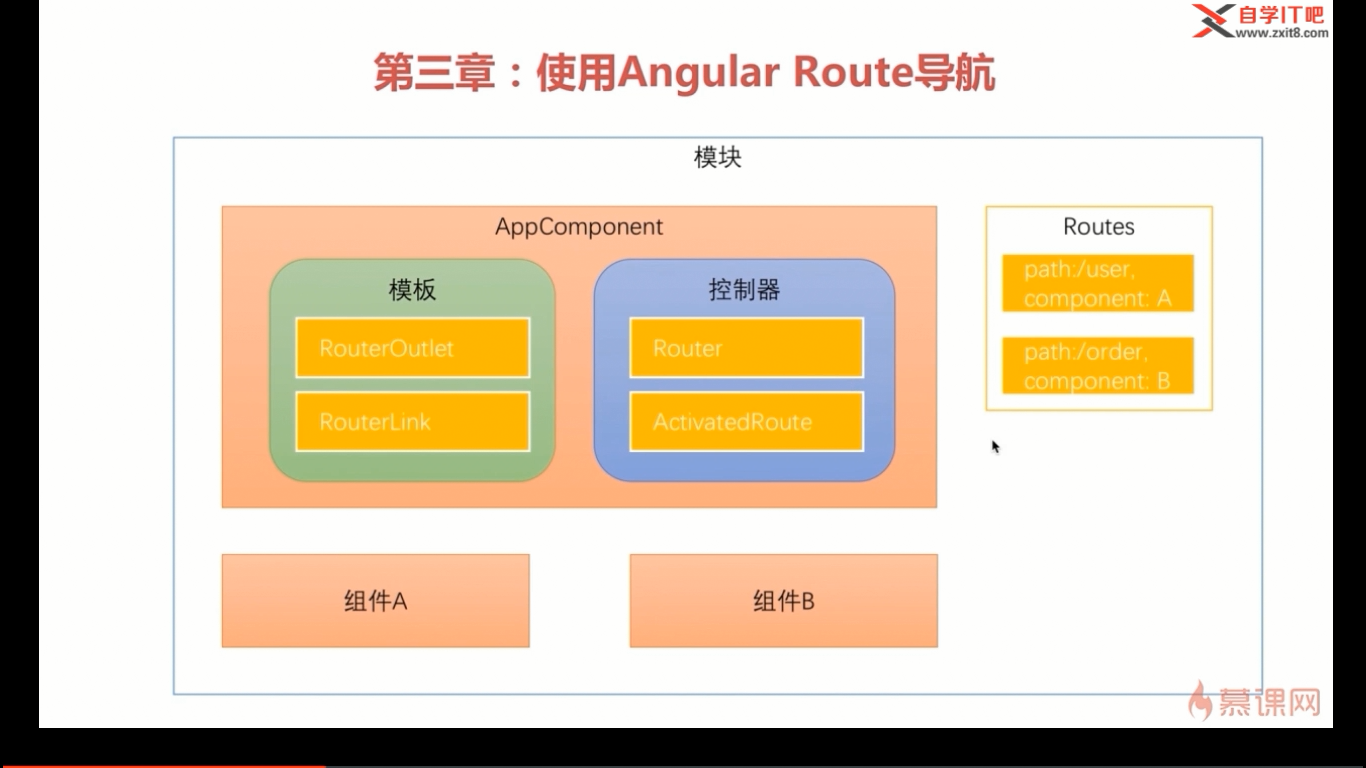 自学IT吧
www.zxit8.com
第三章：使用Angular Route导航
模块
AppComponent
模板
RouterOutlet
RouterLink
控制器
Router
ActivatedRoute
Routes
path:/user,
component: A
path:/order,
component: B
组件A
组件B
慕课网